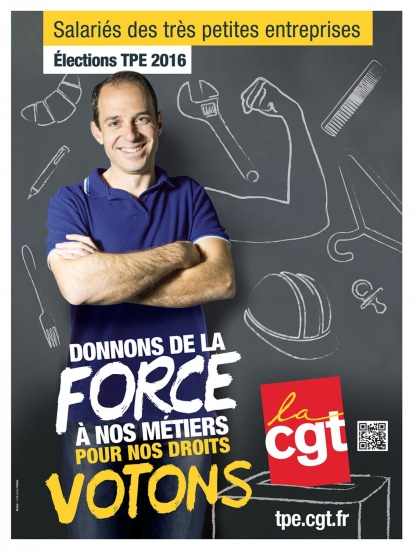 Salariés des très petites entreprises
Élections TPE 2016
DONNONS DE LA
FORCE
À NOS MÉTIERS
POUR NOS DROITS
VOTONS
la
cgt
tpe.cgt.fr